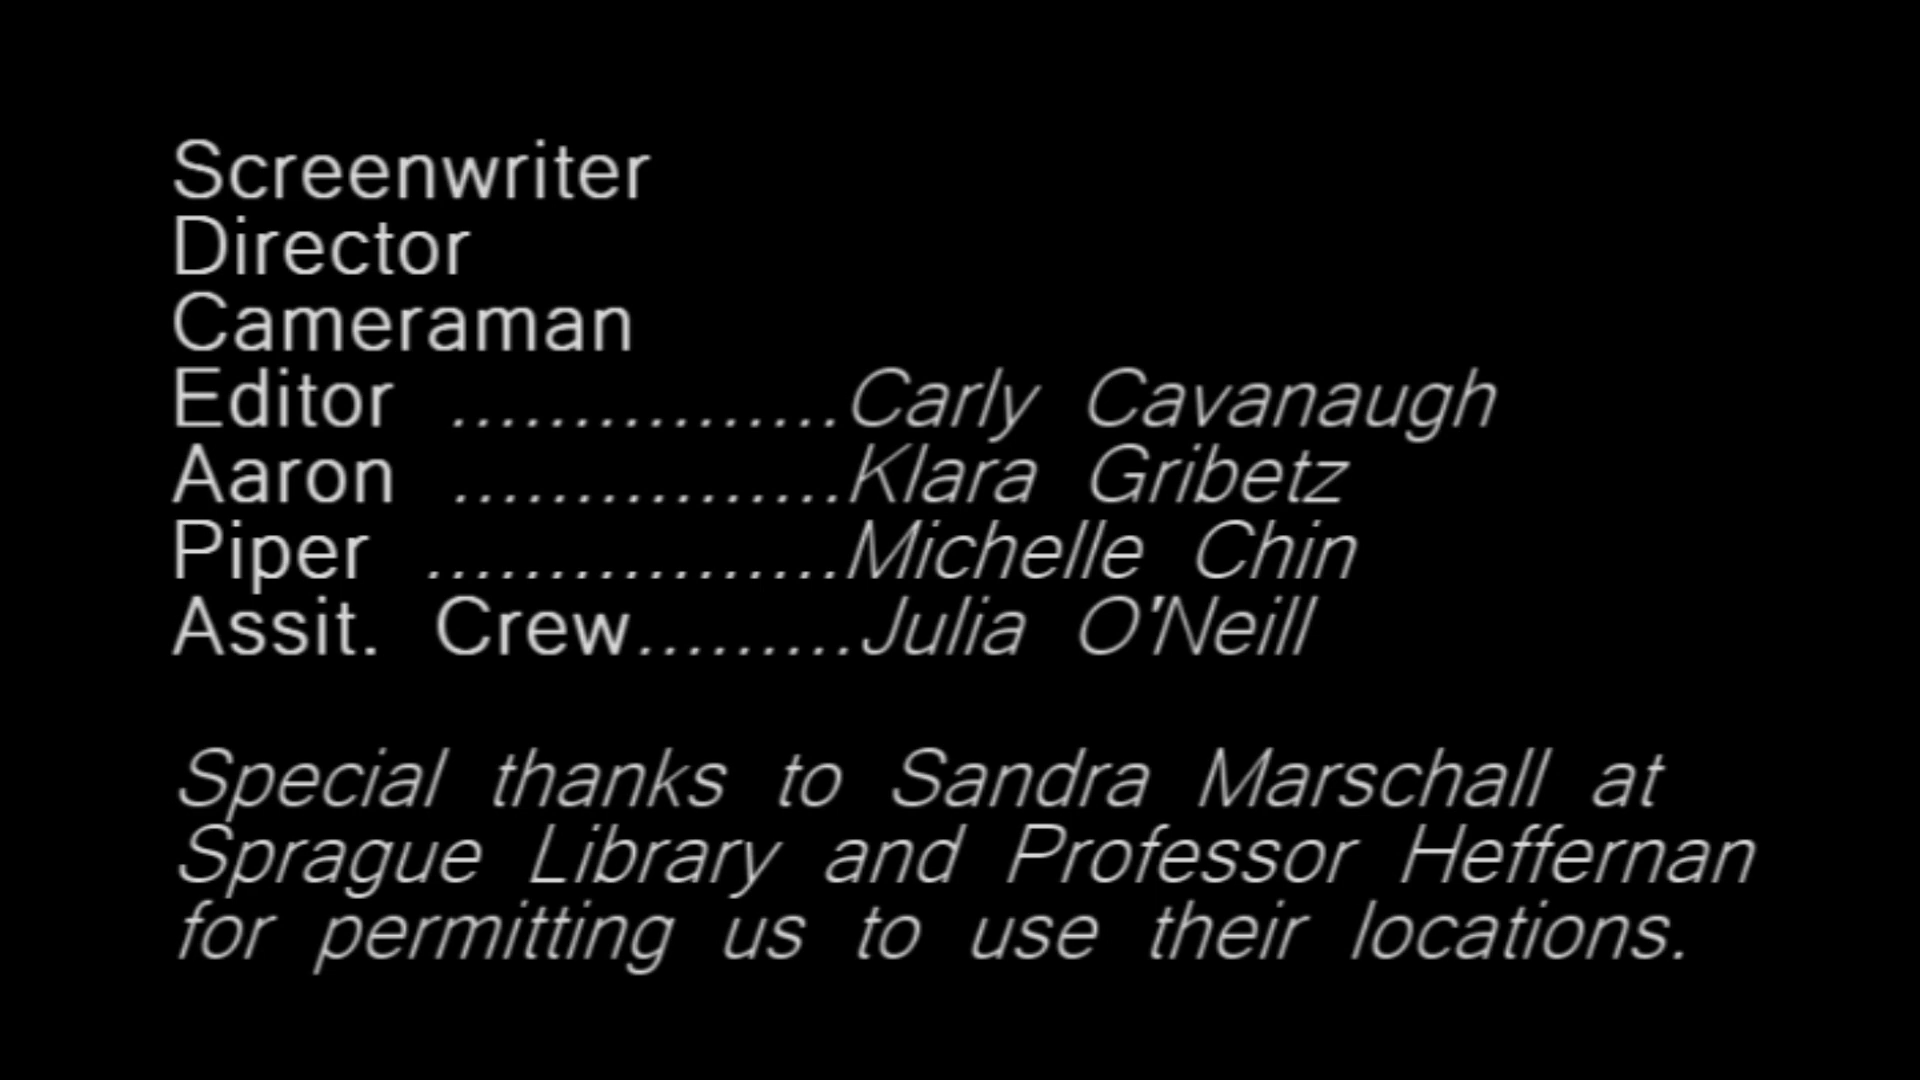 Screenwriter
Director
Cameraman
Editor ................Carly Cavanaugh
Aaron ................Klara Gribetz
Piper .................Michelle Chin
Assit. Crew.........Julia O'Neill
Special thanks to Sandra Marschall at
Sprague Library and Professor Heffernan
for permitting us to use their locations.